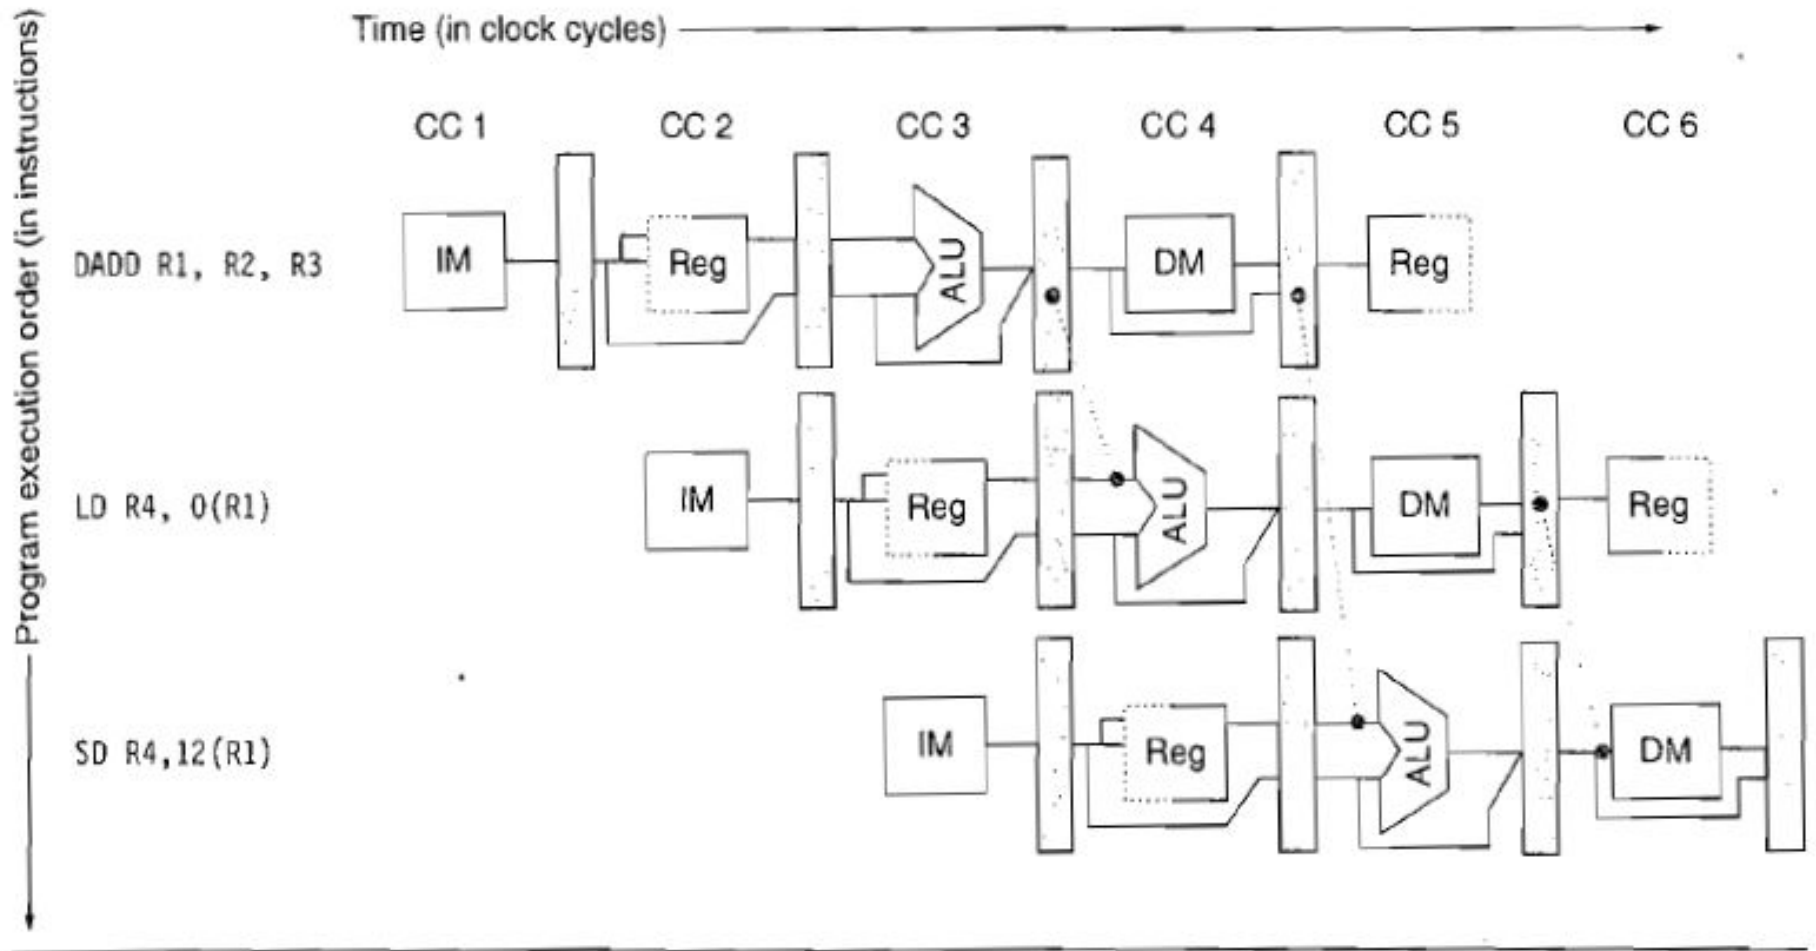 Time (in clock cycles)
Program execution order (in instructions)
CC 1 CC 2 CC 3 CC 4 CC 5 CC 6
DADD R1, R2, R3
IM Reg ALU DM Reg
LD R4, 0(R1)
IM Reg ALU DM Reg
SD R4,12(R1)
IM Reg ALU DM